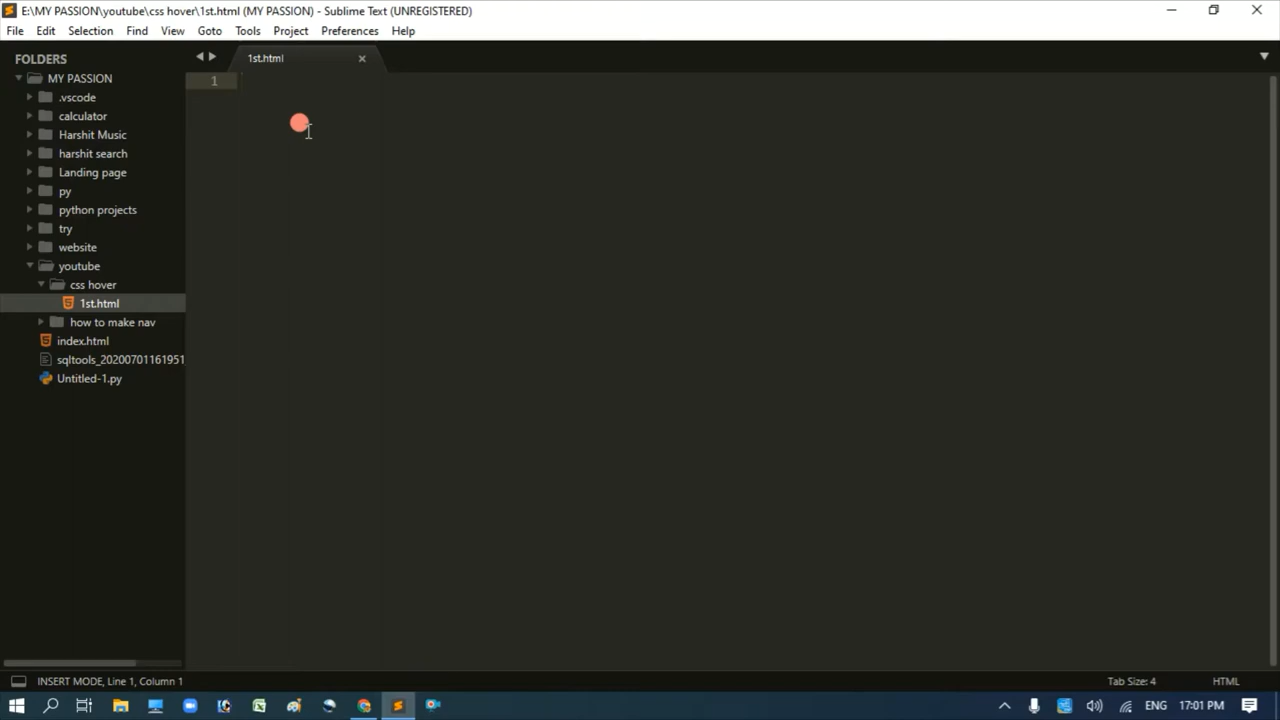 E:\MY PASSION\youtube\css hover\1st.html (MY PASSION) - Sublime Text (UNREGISTERED)
File Edit Selection Find View Goto Tools Project Preferences Help
FOLDERS
1st.html
1
MY PASSION
.vscode
calculator
Harshit Music
harshit search
Landing page
py
python projects
try
website
youtube
css hover
1st.html
how to make nav
index.html
sqltools_20200701161951
Untitled-1.py
INSERT MODE, Line 1, Column 1 Tab Size: 4 HTML
ENG 17:01 PM